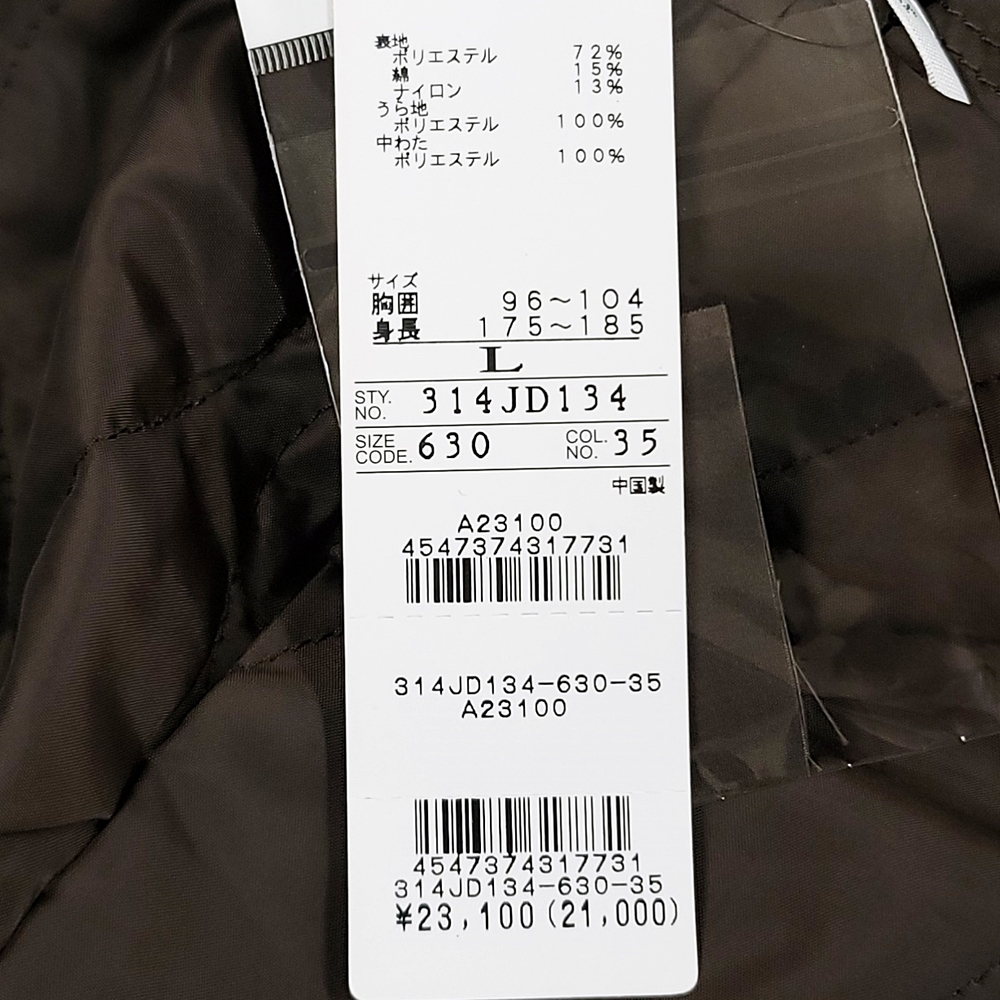 表地
ポリエステル 72%
綿 15%
ナイロン 13%
うら地
ポリエステル 100%
中わた
ポリエステル 100%
サイズ
胸囲 96~104
身長 175~185
L
STY. NO. 314JD134
SIZE CODE. 630 COL. NO. 35
中国製
A23100
4547374317731
314JD134-630-35
A23100
4547374317731
314JD134-630-35
¥23,100(21,000)